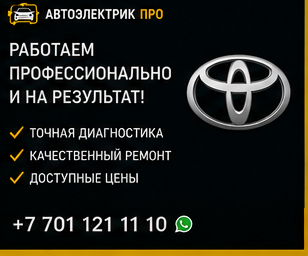 АВТОЭЛЕКТРИК ПРО
РАБОТАЕМ
ПРОФЕССИОНАЛЬНО
И НА РЕЗУЛЬТАТ!
ТОЧНАЯ ДИАГНОСТИКА
КАЧЕСТВЕННЫЙ РЕМОНТ
ДОСТУПНЫЕ ЦЕНЫ
+7 701 121 11 10